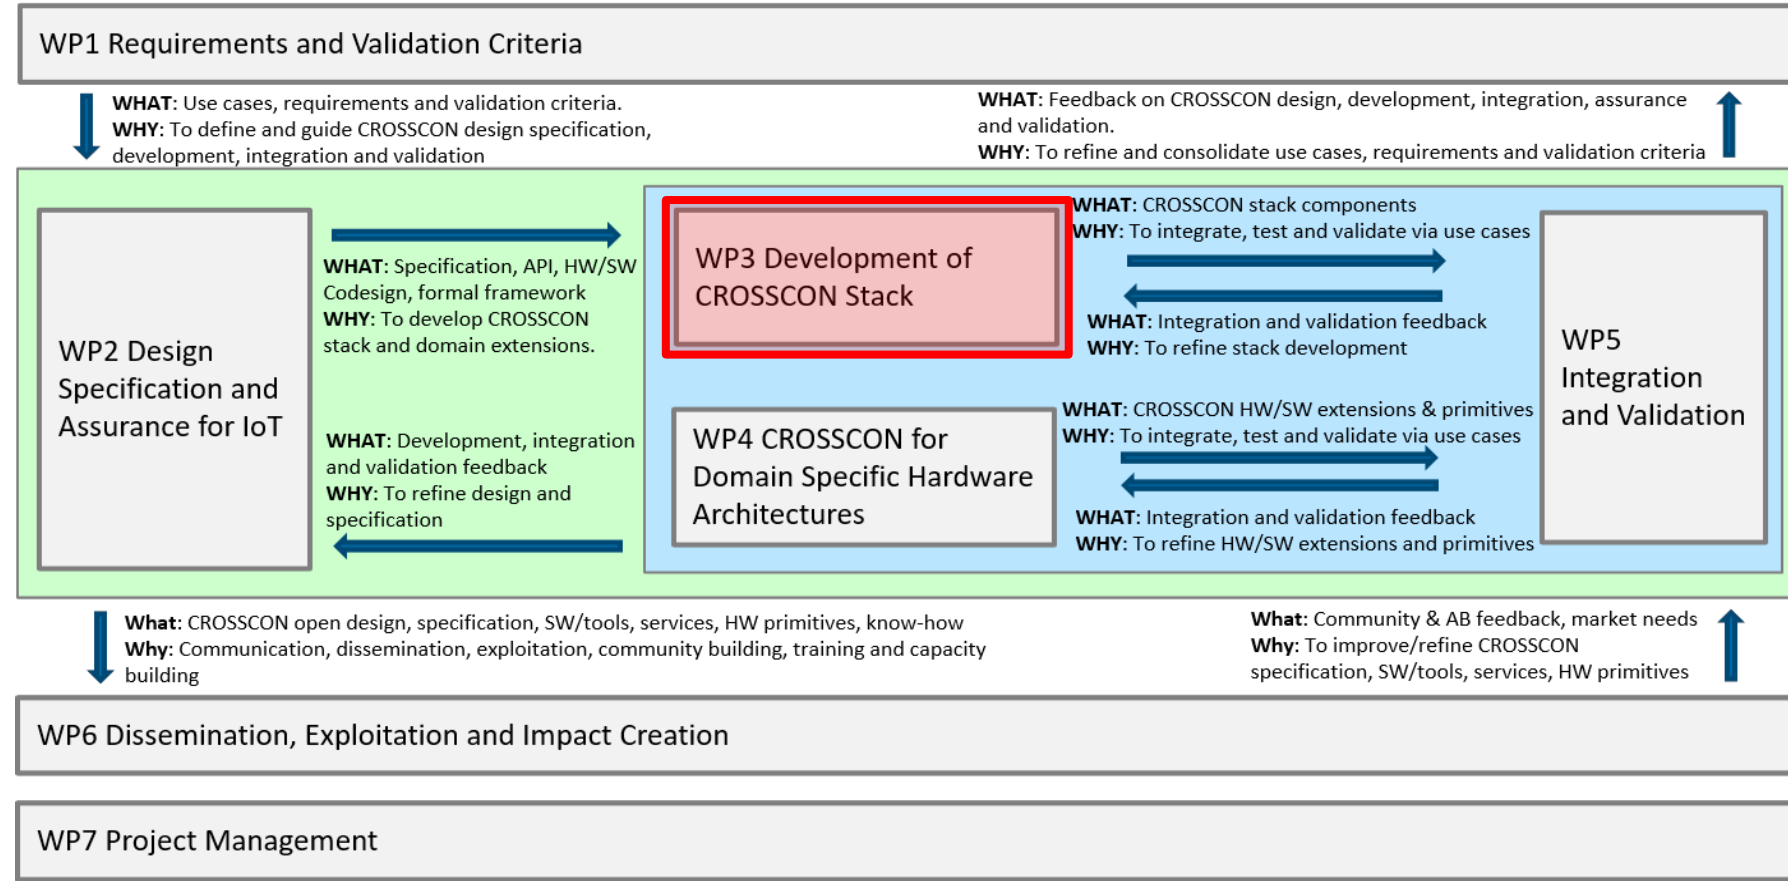 WP1 Requirements and Validation Criteria
WHAT: Use cases, requirements and validation criteria.
WHY: To define and guide CROSSCON design specification,
development, integration and validation
WHAT: Feedback on CROSSCON design, development, integration, assurance
and validation.
WHY: To refine and consolidate use cases, requirements and validation criteria
WP2 Design
Specification and
Assurance for IoT
WHAT: Specification, API, HW/SW
Codesign, formal framework
WHY: To develop CROSSCON
stack and domain extensions.
WHAT: Development, integration
and validation feedback
WHY: To refine design and
specification
WP3 Development of
CROSSCON Stack
WHAT: CROSSCON stack components
WHY: To integrate, test and validate via use cases
WHAT: Integration and validation feedback
WHY: To refine stack development
WP4 CROSSCON for
Domain Specific Hardware
Architectures
WHAT: CROSSCON HW/SW extensions & primitives
WHY: To integrate, test and validate via use cases
WHAT: Integration and validation feedback
WHY: To refine HW/SW extensions and primitives
WP5
Integration
and Validation
What: CROSSCON open design, specification, SW/tools, services, HW primitives, know-how
Why: Communication, dissemination, exploitation, community building, training and capacity
building
What: Community & AB feedback, market needs
Why: To improve/refine CROSSCON
specification, SW/tools, services, HW primitives
WP6 Dissemination, Exploitation and Impact Creation
WP7 Project Management